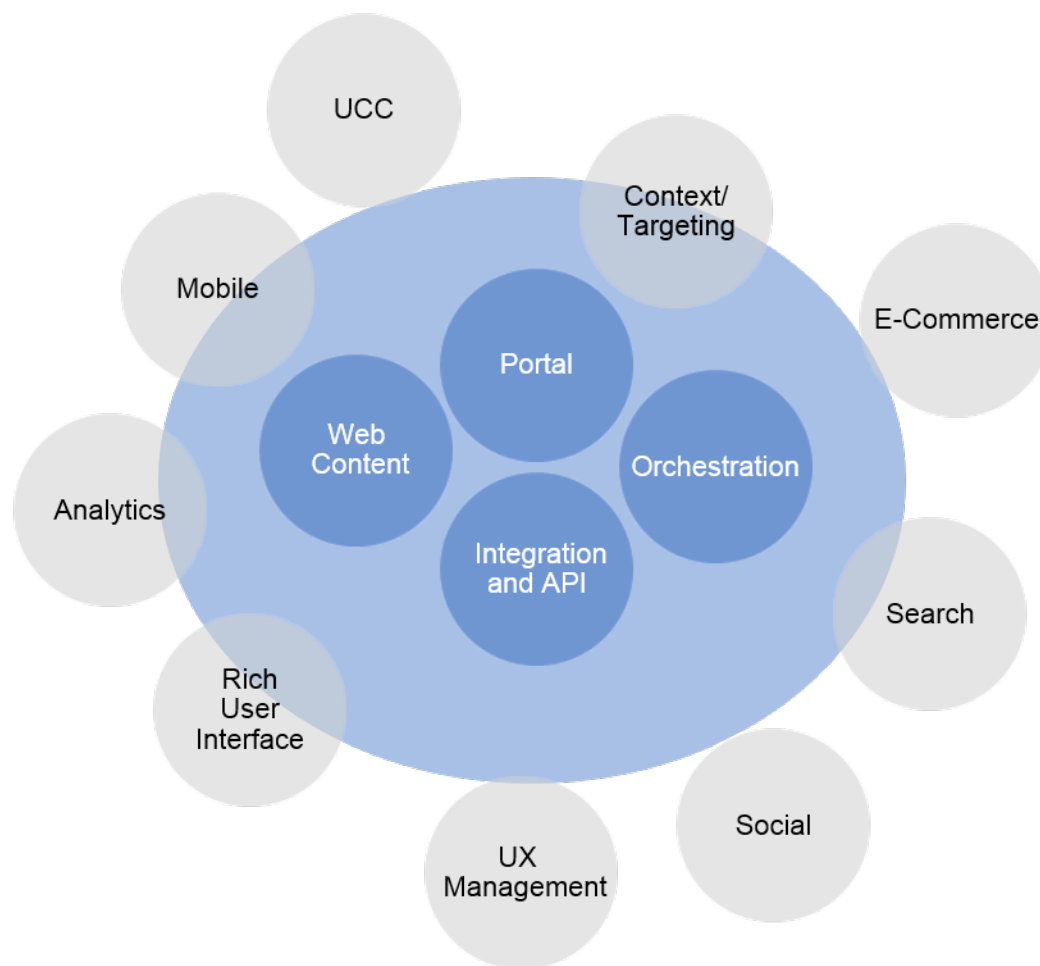 UCC
Context/
Targeting
Mobile
E-Commerce
Portal
Web
Content
Orchestration
Analytics
Integration
and API
Search
Rich
User
Interface
Social
UX
Management